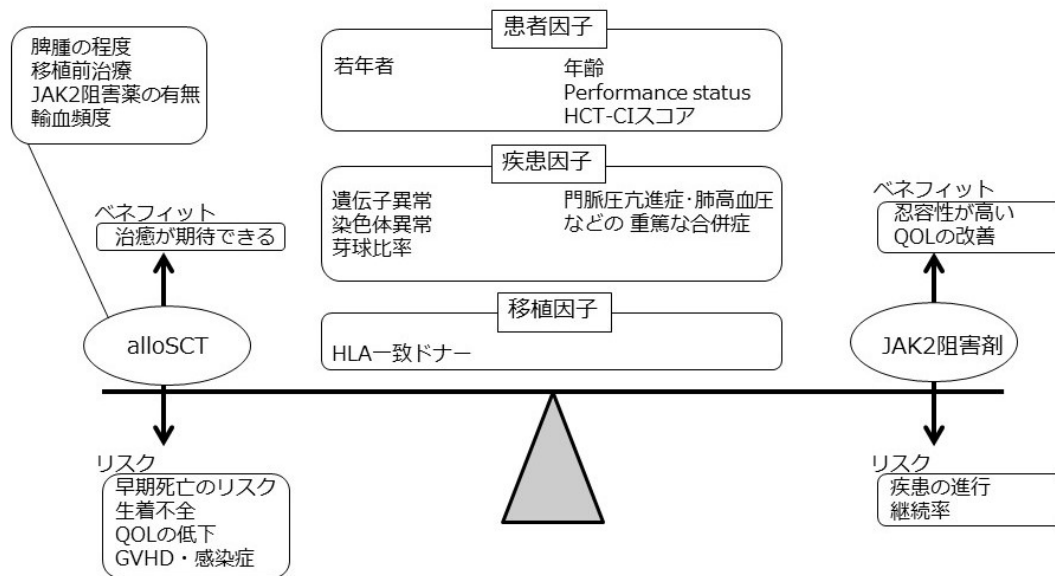 脾腫の程度
移植前治療
JAK2阻害薬の有無
輸血頻度
患者因子
若年者
年齢
Performance status
HCT-CIスコア
疾患因子
遺伝子異常
染色体異常
芽球比率
門脈圧亢進症・肺高血圧
などの 重篤な合併症
移植因子
HLA一致ドナー
ベネフィット
治癒が期待できる
alloSCT
リスク
早期死亡のリスク
生着不全
QOLの低下
GVHD・感染症
ベネフィット
忍容性が高い
QOLの改善
JAK2阻害剤
リスク
疾患の進行
継続率